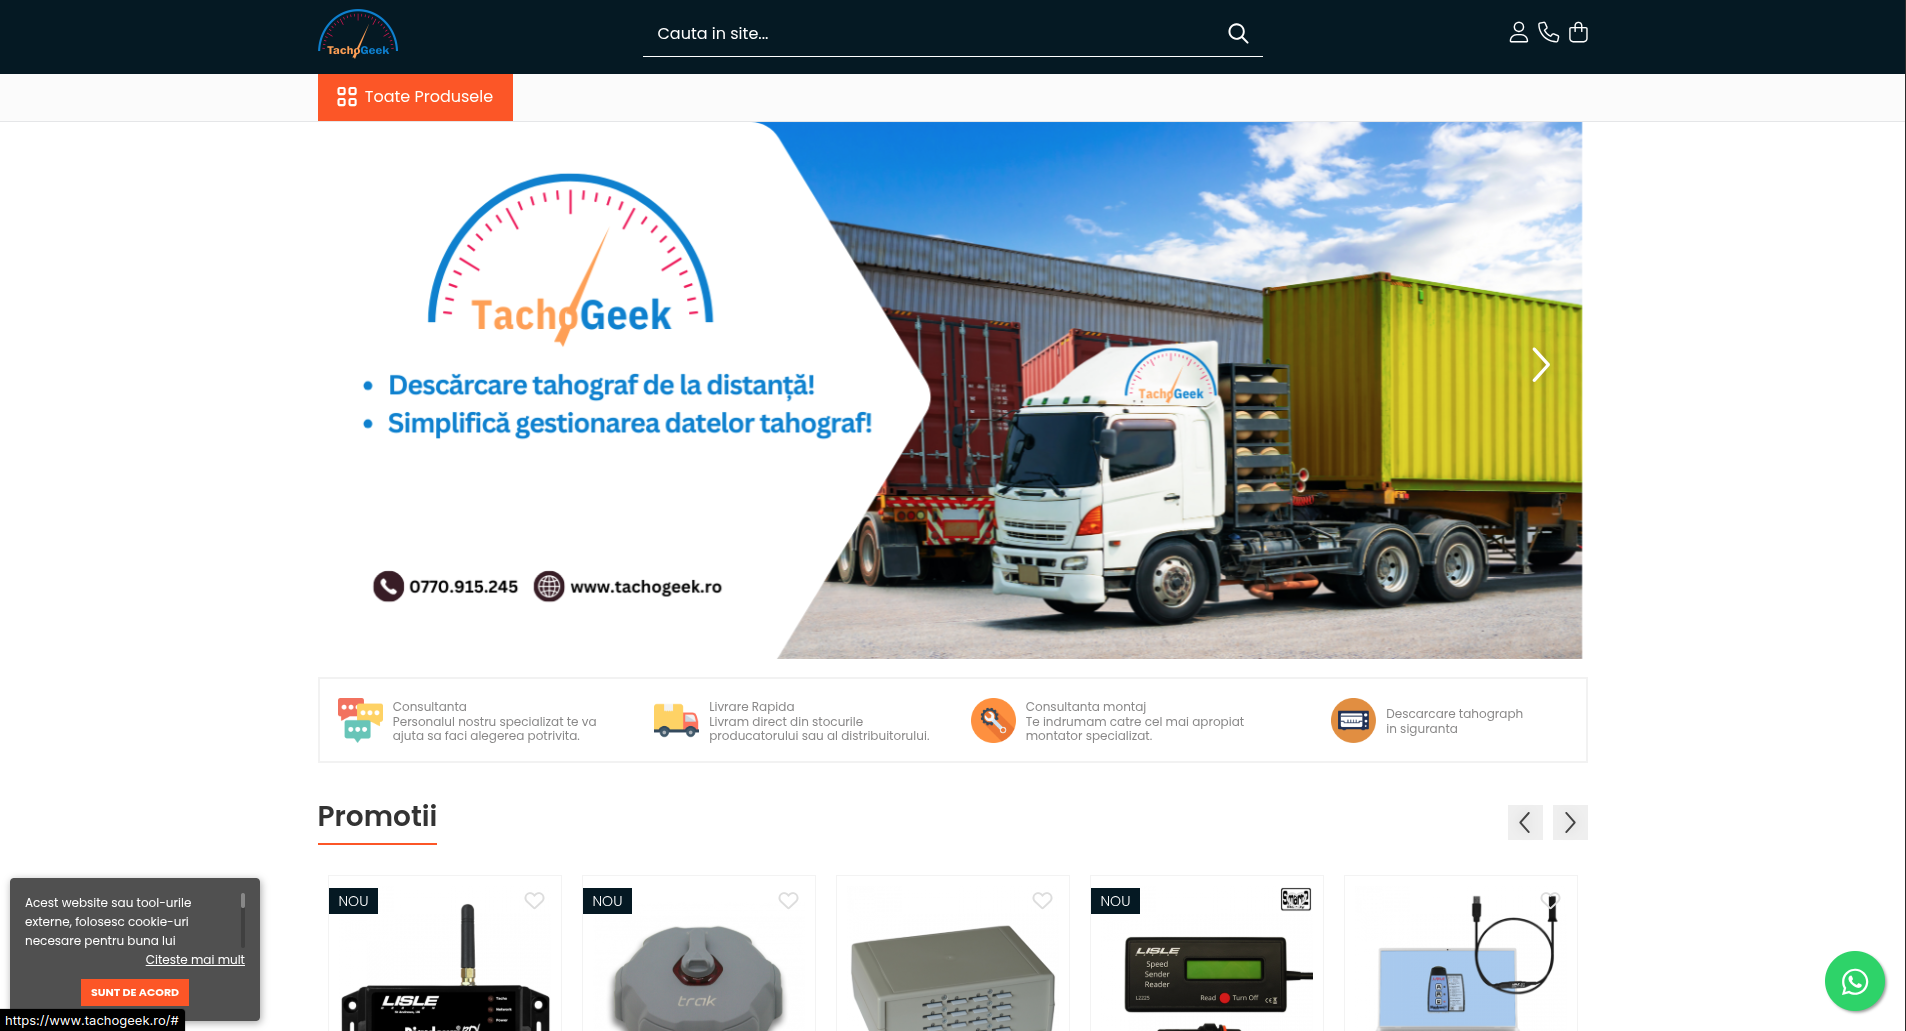 TachoGeek
Cauta in site...
Toate Produsele
TachoGeek
• Descărcare tahograf de la distanță!
• Simplifică gestionarea datelor tahograf!
TachoGeek
0770.915.245 www.tachogeek.ro
Consultanta
Personalul nostru specializat te va
ajuta sa faci alegerea potrivita.
Livrare Rapida
Livram direct din stocurile
producatorului sau al distribuitorului.
Consultanta montaj
Te indrumam catre cel mai apropiat
montator specializat.
Descarcare tahograph
in siguranta
Promotii
NOU
NOU
NOU
LISLE
Tacho
Network
Power
trak
LISLE
Speed
Sender
Reader
L2225
Read
Turn Off
Acest website sau tool-urile
externe, folosesc cookie-uri
necesare pentru buna lui
Citeste mai mult
SUNT DE ACORD
https://www.tachogeek.ro/#